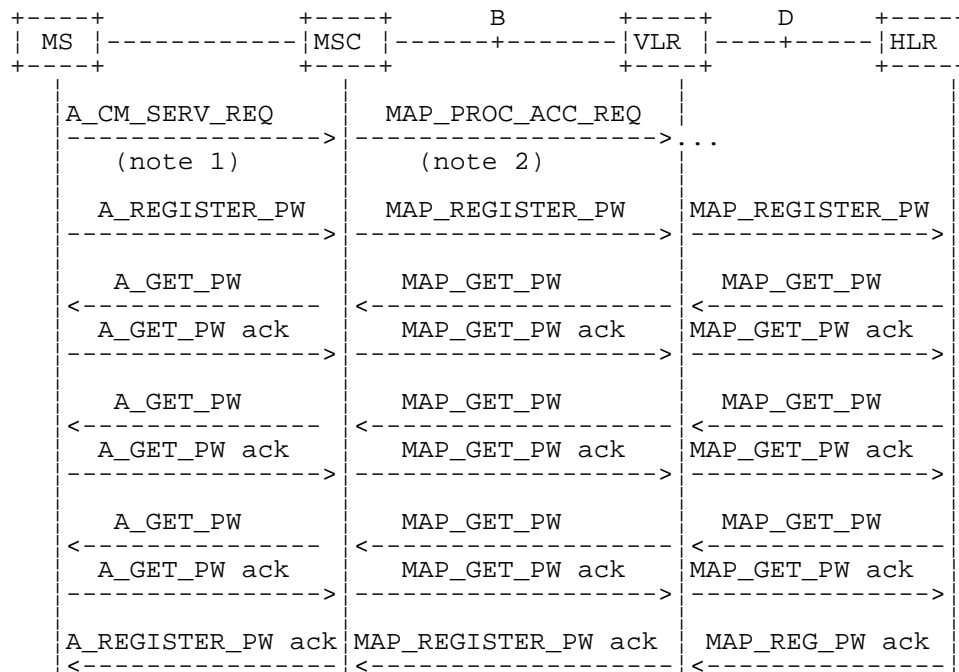 B D
MS MSC VLR HLR
A_CM_SERV_REQ MAP_PROC_ACC_REQ
...
(note 1) (note 2)
A_REGISTER_PW MAP_REGISTER_PW MAP_REGISTER_PW
A_GET_PW MAP_GET_PW MAP_GET_PW
A_GET_PW ack MAP_GET_PW ack MAP_GET_PW ack
A_GET_PW MAP_GET_PW MAP_GET_PW
A_GET_PW ack MAP_GET_PW ack MAP_GET_PW ack
A_GET_PW MAP_GET_PW MAP_GET_PW
A_GET_PW ack MAP_GET_PW ack MAP_GET_PW ack
A_REGISTER_PW ack MAP_REGISTER_PW ack MAP_REG_PW ack